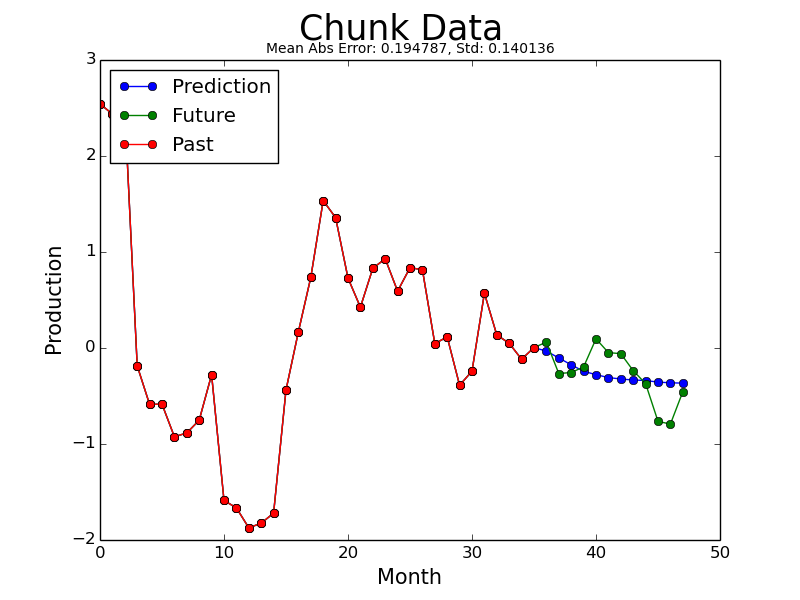 Chunk Data
Mean Abs Error: 0.194787, Std: 0.140136
Prediction
Future
Past
3
2
1
0
−1
−2
Production
0 10 20 30 40 50
Month